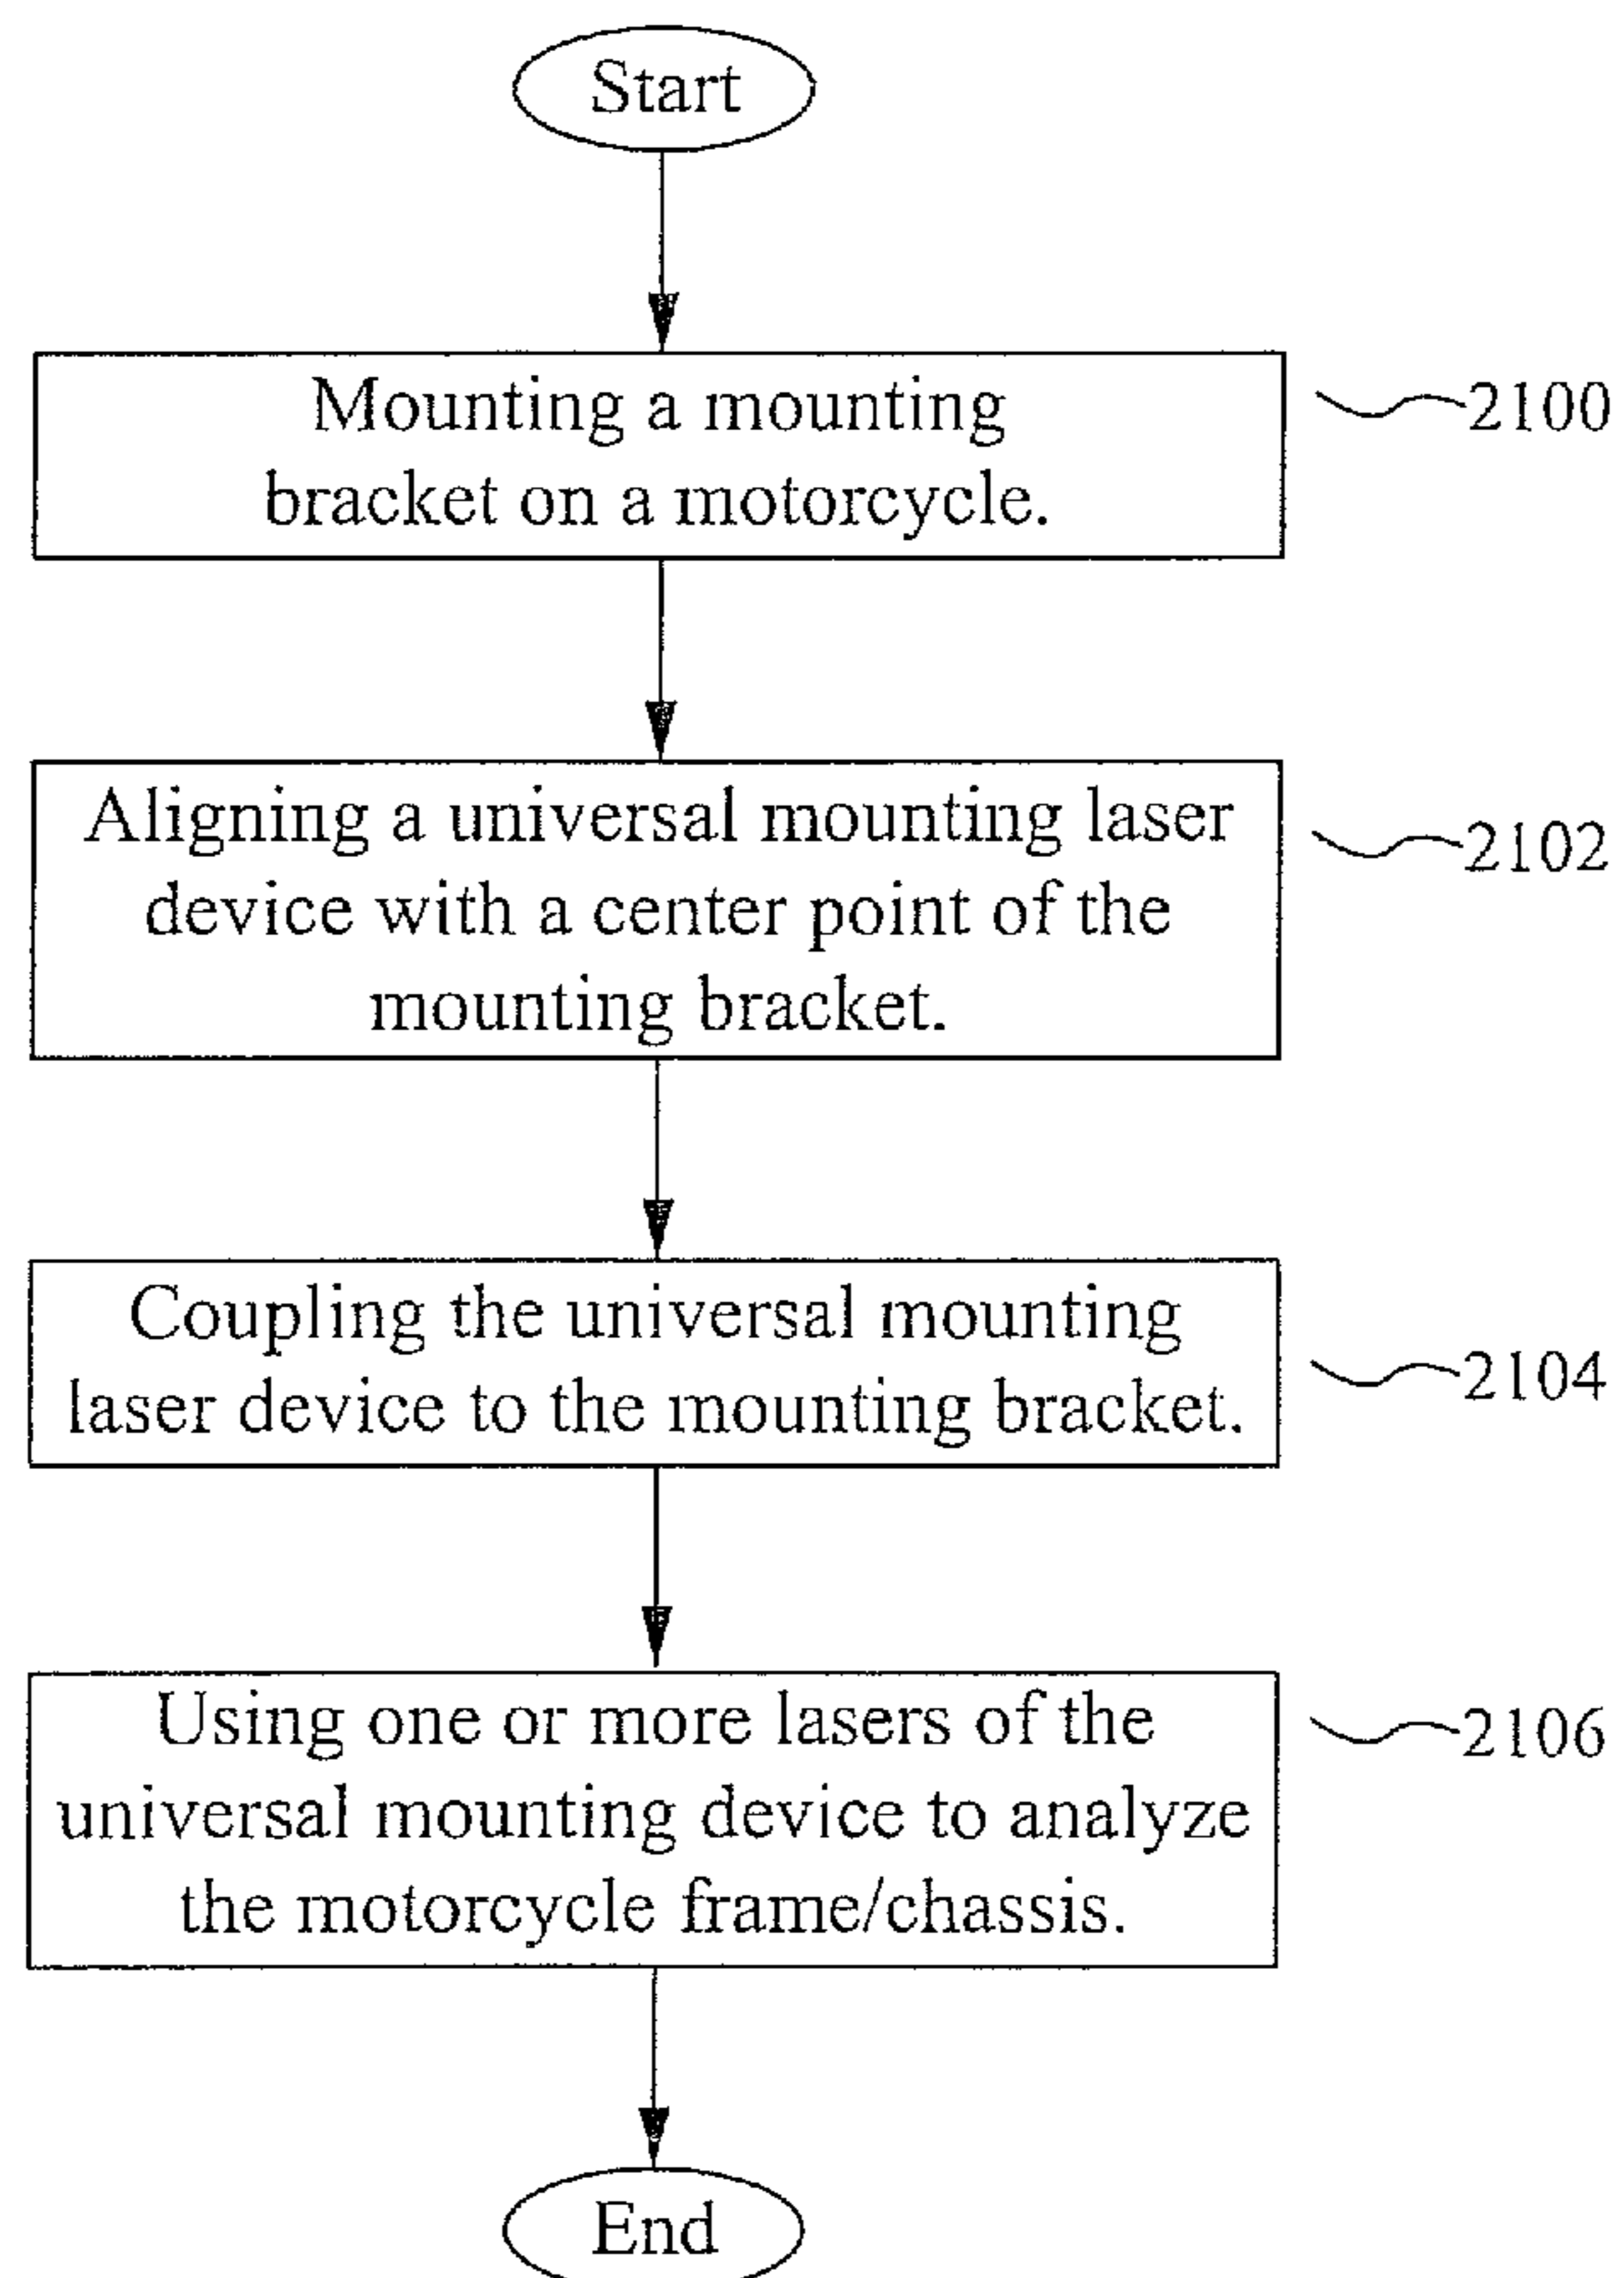 Start
Mounting a mounting
bracket on a motorcycle.
2100
Aligning a universal mounting laser
device with a center point of the
mounting bracket.
2102
Coupling the universal mounting
laser device to the mounting bracket.
2104
Using one or more lasers of the
universal mounting device to analyze
the motorcycle frame/chassis.
2106
End